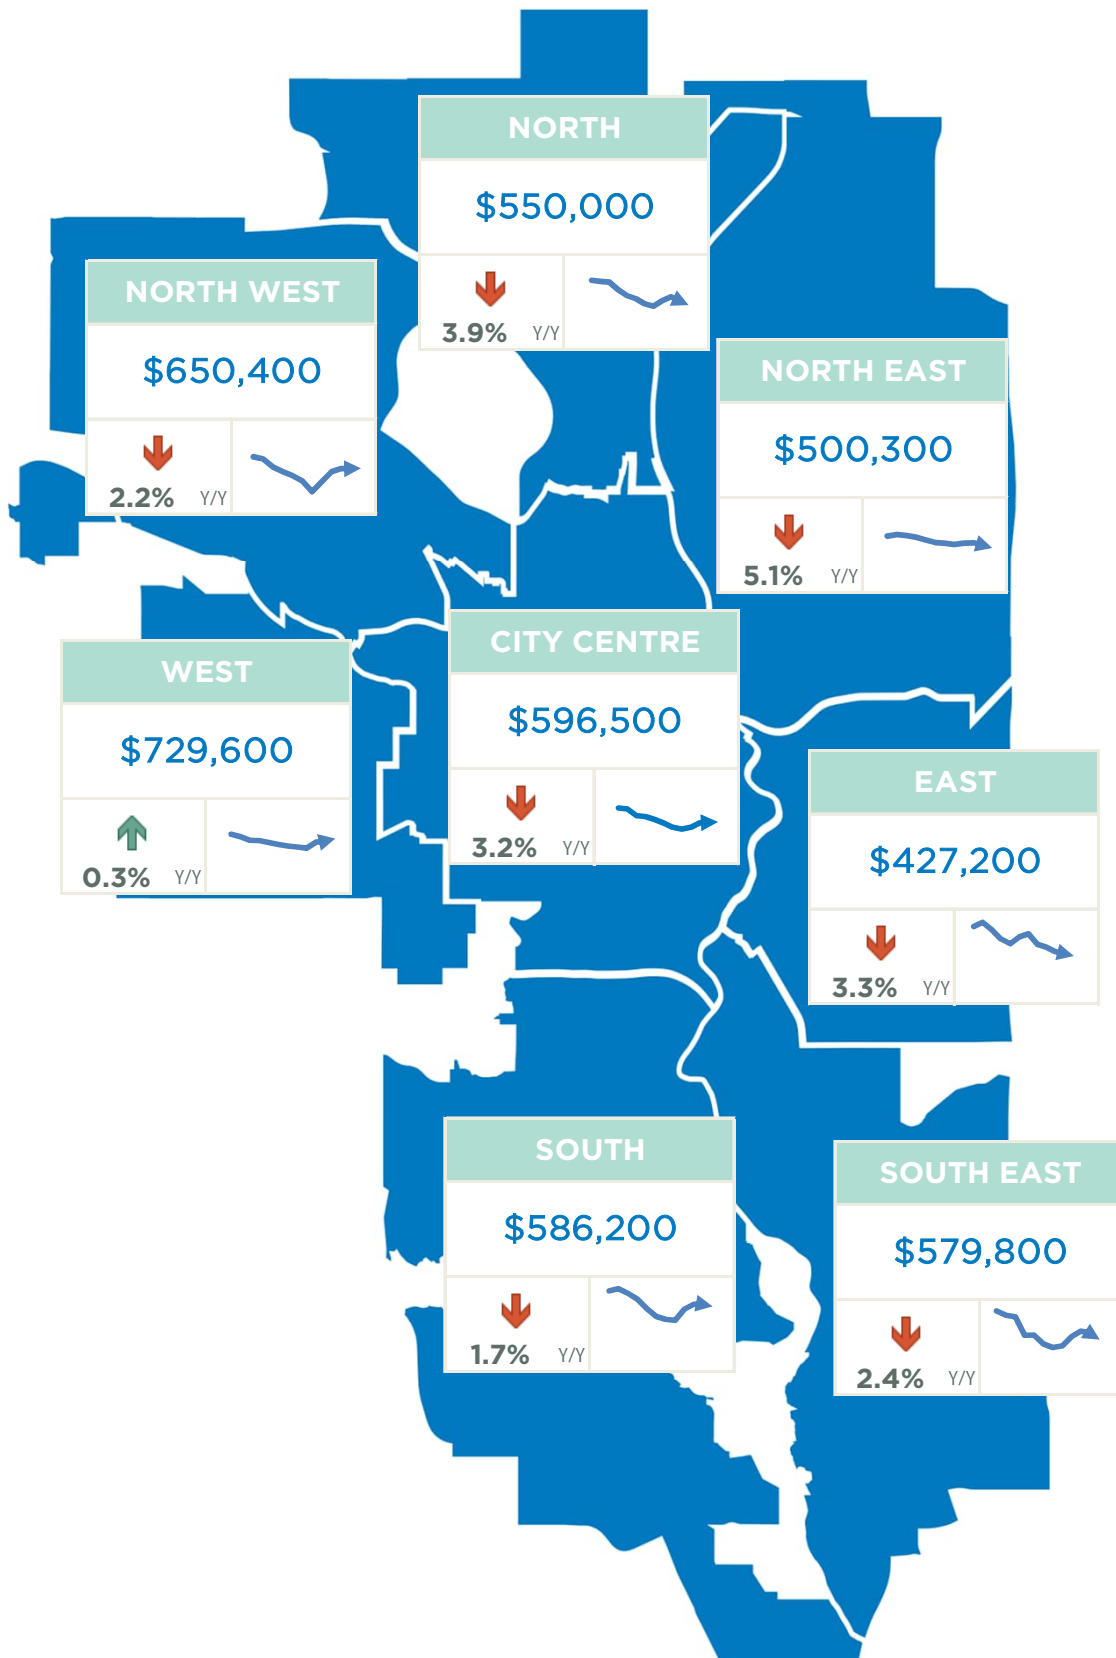 NORTH
$550,000
3.9% Y/Y
NORTH WEST
$650,400
2.2% Y/Y
NORTH EAST
$500,300
5.1% Y/Y
CITY CENTRE
$596,500
3.2% Y/Y
WEST
$729,600
0.3% Y/Y
EAST
$427,200
3.3% Y/Y
SOUTH
$586,200
1.7% Y/Y
SOUTH EAST
$579,800
2.4% Y/Y